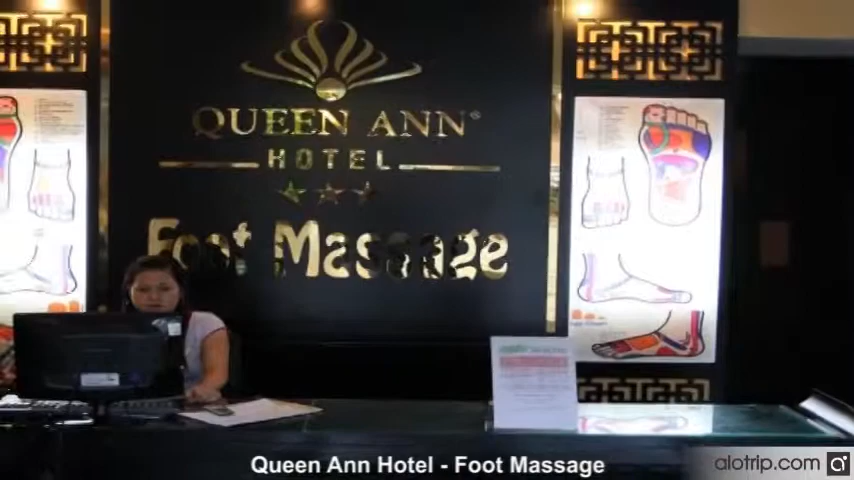 QUEEN ANN®
HOTEL
Foot Massage
Queen Ann Hotel - Foot Massage
alotrip.com